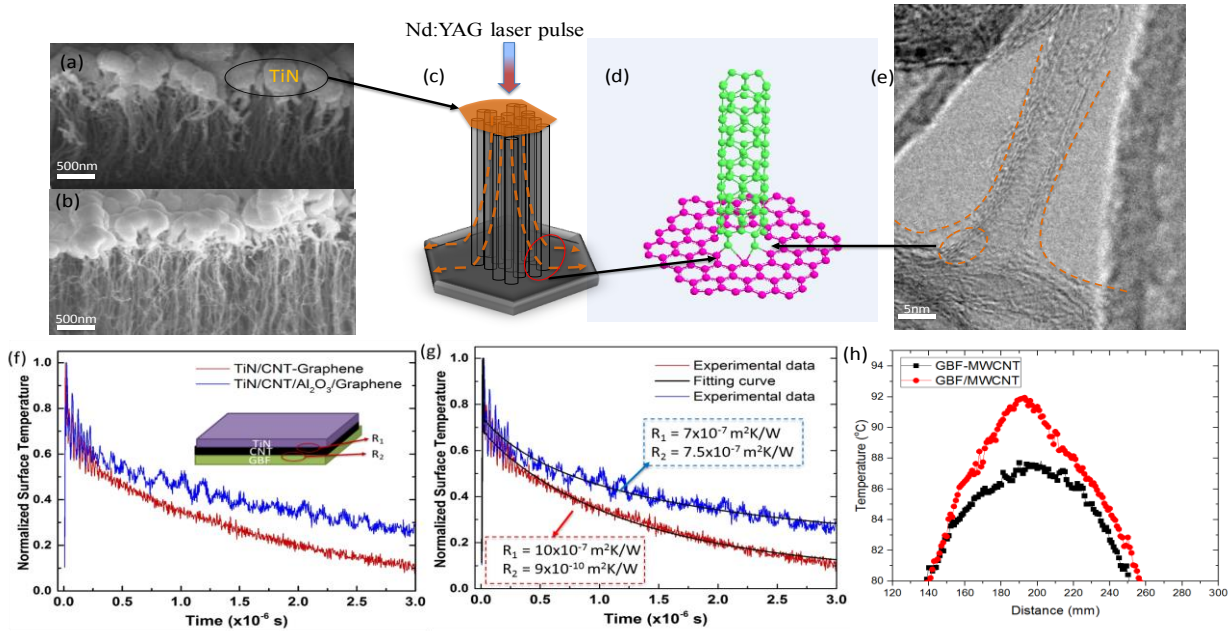 Nd:YAG laser pulse
(a)
TiN
500nm
(b)
500nm
(c)
(d)
(e)
5nm
(f)
Normalized Surface Temperature
1.0
0.8
0.6
0.4
0.2
0.0
TiN/CNT-Graphene
TiN/CNT/Al₂O₃/Graphene
TiN
CNT
GBF
R₁
R₂
0.0 0.5 1.0 1.5 2.0 2.5 3.0
Time (x10⁻⁶ s)
(g)
Normalized Surface Temperature
1.0
0.8
0.6
0.4
0.2
0.0
Experimental data
Fitting curve
Experimental data
R₁ = 7x10⁻⁷ m²K/W
R₂ = 7.5x10⁻⁷ m²K/W
R₁ = 10x10⁻⁷ m²K/W
R₂ = 9x10⁻¹⁰ m²K/W
0.0 0.5 1.0 1.5 2.0 2.5 3.0
Time (x10⁻⁶ s)
(h)
Temperature (°C)
94
92
90
88
86
84
82
80
GBF-MWCNT
GBF/MWCNT
120 140 160 180 200 220 240 260 280 300
Distance (mm)